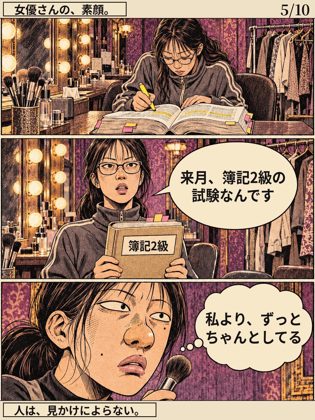 女優さんの、素顔。
5/10
来月、簿記2級の
試験なんです
簿記2級
私より、ずっと
ちゃんとしてる
人は、見かけによらない。